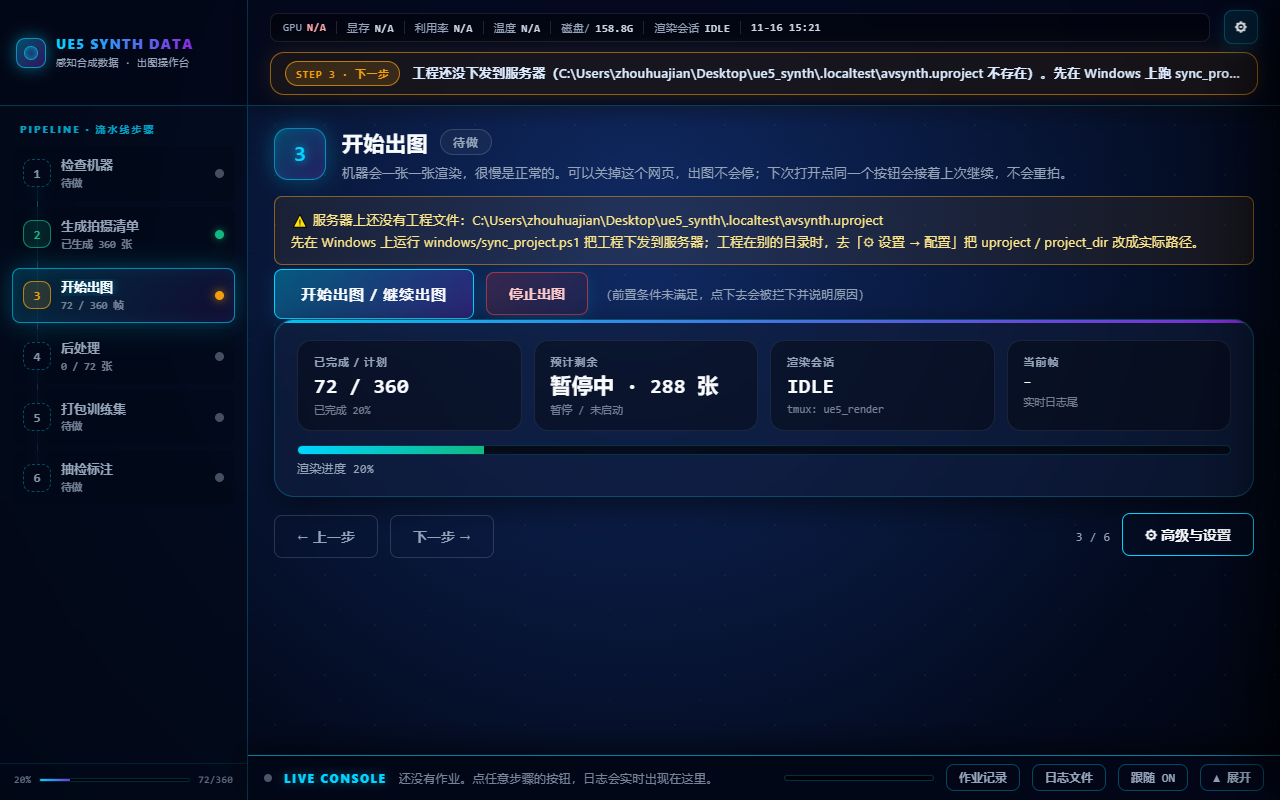 UE5 SYNTH DATA
感知合成数据 · 出图操作台
PIPELINE · 流水线步骤
1 检查机器
待做
2 生成拍摄清单
已生成 360 张
3 开始出图
72 / 360 帧
4 后处理
0 / 72 张
5 打包训练集
待做
6 抽检标注
待做
20% 72/360
GPU N/A 显存 N/A 利用率 N/A 温度 N/A 磁盘/ 158.8G 渲染会话 IDLE 11-16 15:21
⚙
STEP 3 · 下一步 工程还没下发到服务器（C:\Users\zhouhuajian\Desktop\ue5_synth\.localtest\avsynth.uproject 不存在）。先在 Windows 上跑 sync_pro...
3 开始出图 待做
机器会一张一张渲染，很慢是正常的。可以关掉这个网页，出图不会停；下次打开点同一个按钮会接着上次继续，不会重拍。
⚠ 服务器上还没有工程文件：C:\Users\zhouhuajian\Desktop\ue5_synth\.localtest\avsynth.uproject
先在 Windows 上运行 windows/sync_project.ps1 把工程下发到服务器；工程在别的目录时，去「⚙ 设置 → 配置」把 uproject / project_dir 改成实际路径。
开始出图 / 继续出图 停止出图 （前置条件未满足，点下去会被拦下并说明原因）
已完成 / 计划
72 / 360
已完成 20%
预计剩余
暂停中 · 288 张
暂停 / 未启动
渲染会话
IDLE
tmux: ue5_render
当前帧
–
实时日志尾
渲染进度 20%
← 上一步 下一步 → 3 / 6 ⚙ 高级与设置
LIVE CONSOLE 还没有作业。点任意步骤的按钮，日志会实时出现在这里。 作业记录 日志文件 跟随 ON ▲ 展开